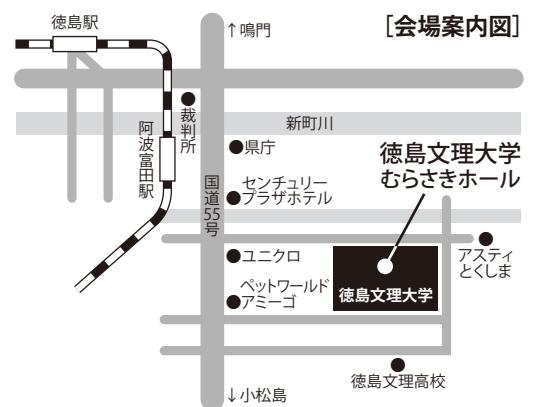 徳島駅
↑鳴門
［会場案内図］
裁判所
新町川
阿波富田駅
県庁
徳島文理大学
むらさきホール
国道55号
センチュリー
プラザホテル
ユニクロ
アスティ
とくしま
ペットワールド
アミーゴ
徳島文理大学
徳島文理高校
↓小松島